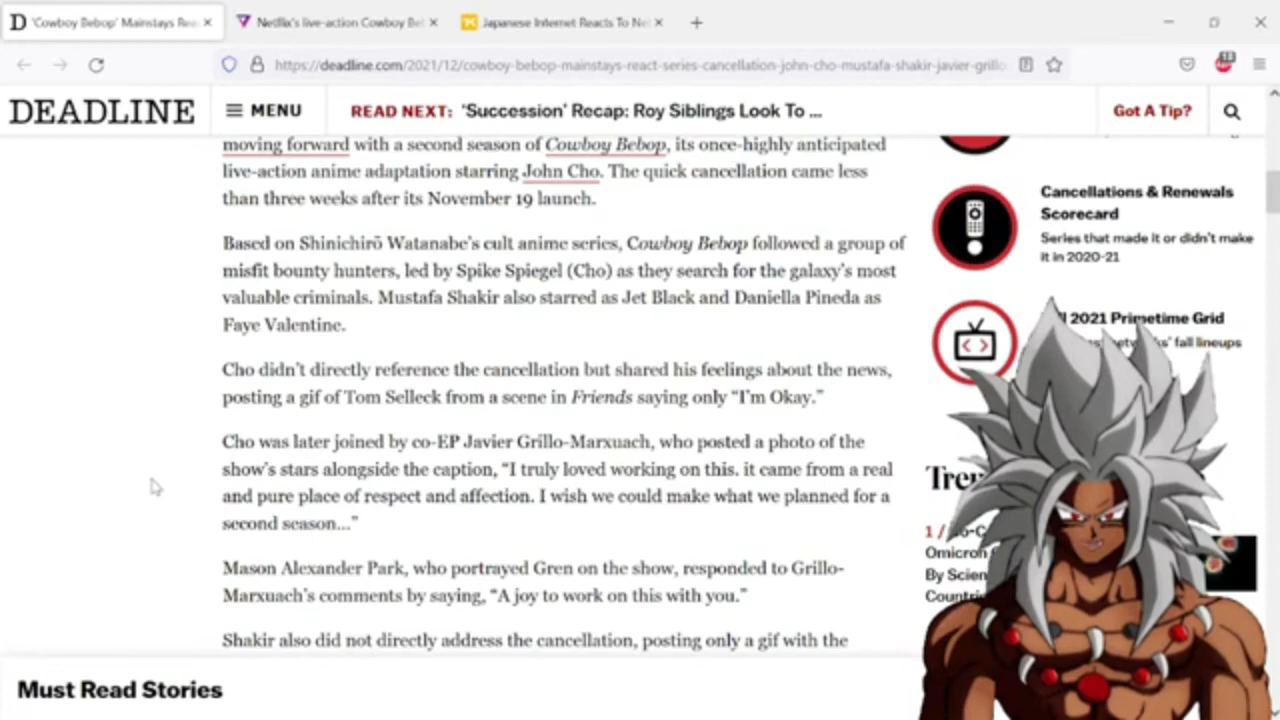 'Cowboy Bebop' Mainstays Rea
Netflix's live-action Cowboy Be
Japanese Internet Reacts To Ne
https://deadline.com/2021/12/cowboy-bebop-mainstays-react-series-cancellation-john-cho-mustafa-shakir-javier-grillo
DEADLINE
MENU
READ NEXT: 'Succession' Recap: Roy Siblings Look To ...
Got A Tip?
moving forward with a second season of Cowboy Bebop, its once-highly anticipated
live-action anime adaptation starring John Cho. The quick cancellation came less
than three weeks after its November 19 launch.
Based on Shinichirō Watanabe's cult anime series, Cowboy Bebop followed a group of
misfit bounty hunters, led by Spike Spiegel (Cho) as they search for the galaxy's most
valuable criminals. Mustafa Shakir also starred as Jet Black and Daniella Pineda as
Faye Valentine.
Cho didn't directly reference the cancellation but shared his feelings about the news,
posting a gif of Tom Selleck from a scene in Friends saying only “I'm Okay.”
Cho was later joined by co-EP Javier Grillo-Marxuach, who posted a photo of the
show's stars alongside the caption, “I truly loved working on this. it came from a real
and pure place of respect and affection. I wish we could make what we planned for a
second season...”
Mason Alexander Park, who portrayed Gren on the show, responded to Grillo-
Marxuach's comments by saying, “A joy to work on this with you.”
Shakir also did not directly address the cancellation, posting only a gif with the
Cancellations & Renewals
Scorecard
Series that made it or didn't make
it in 2020-21
2021 Primetime Grid
fall lineups
1 /
Omicron
By Scien
Countri
Must Read Stories